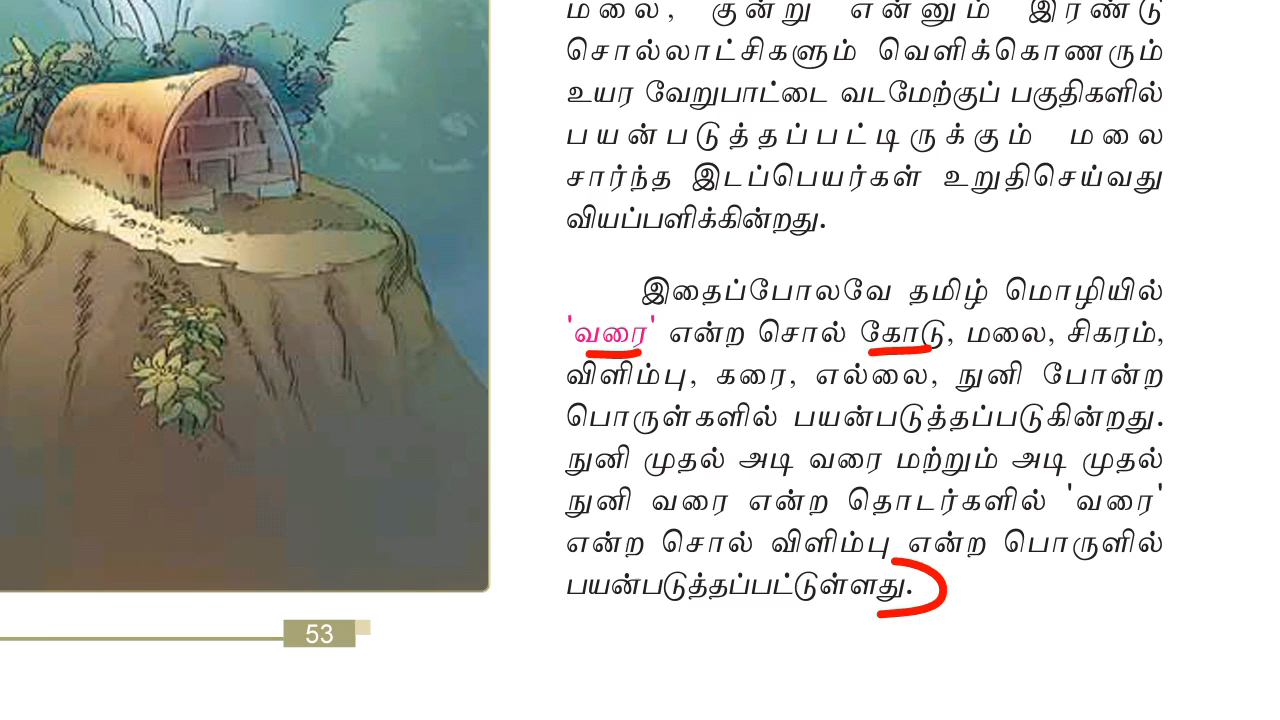 மலை, குன்று என்னும் இரண்டு
சொல்லாட்சிகளும் வெளிக்கொணரும்
உயர வேறுபாட்டை வடமேற்குப் பகுதிகளில்
பயன்படுத்தப்பட்டிருக்கும் மலை
சார்ந்த இடப்பெயர்கள் உறுதிசெய்வது
வியப்பளிக்கின்றது.
இதைப்போலவே தமிழ் மொழியில்
'வரை' என்ற சொல் கோடு, மலை, சிகரம்,
விளிம்பு, கரை, எல்லை, நுனி போன்ற
பொருள்களில் பயன்படுத்தப்படுகின்றது.
நுனி முதல் அடி வரை மற்றும் அடி முதல்
நுனி வரை என்ற தொடர்களில் 'வரை'
என்ற சொல் விளிம்பு என்ற பொருளில்
பயன்படுத்தப்பட்டுள்ளது.
53